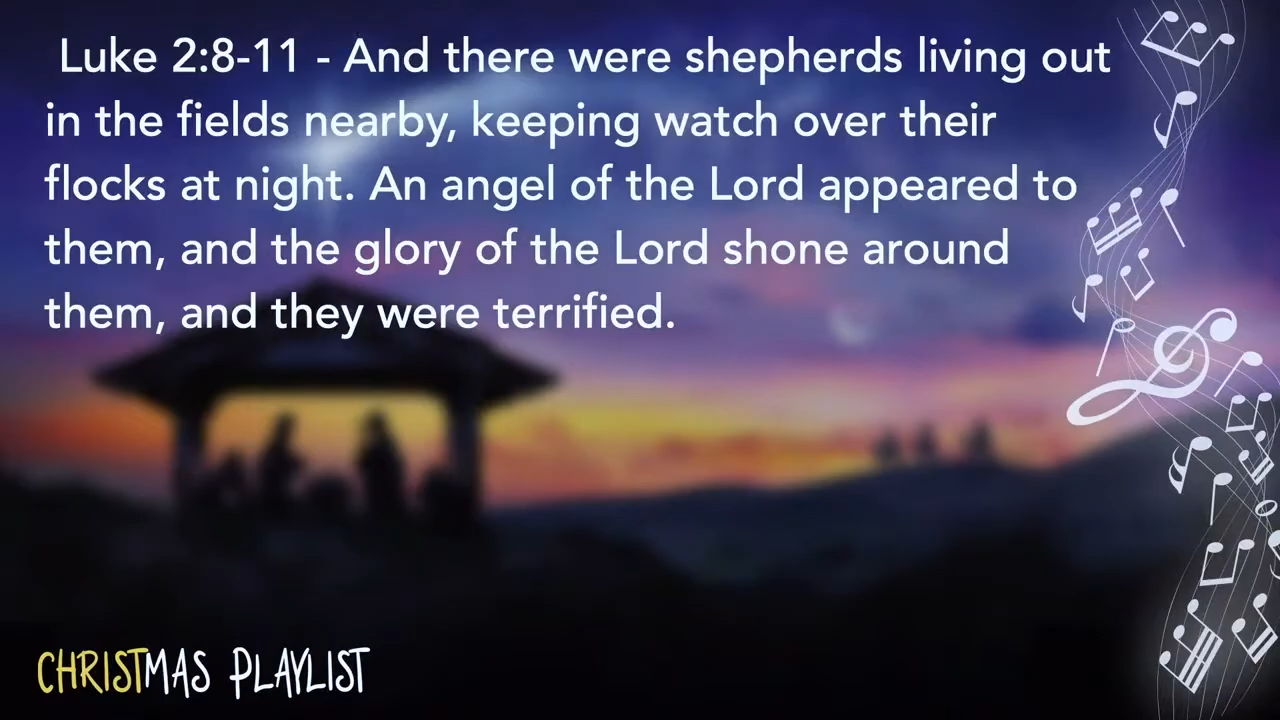 Luke 2:8-11 - And there were shepherds living out
in the fields nearby, keeping watch over their
flocks at night. An angel of the Lord appeared to
them, and the glory of the Lord shone around
them, and they were terrified.
CHRISTMAS PLAYLIST